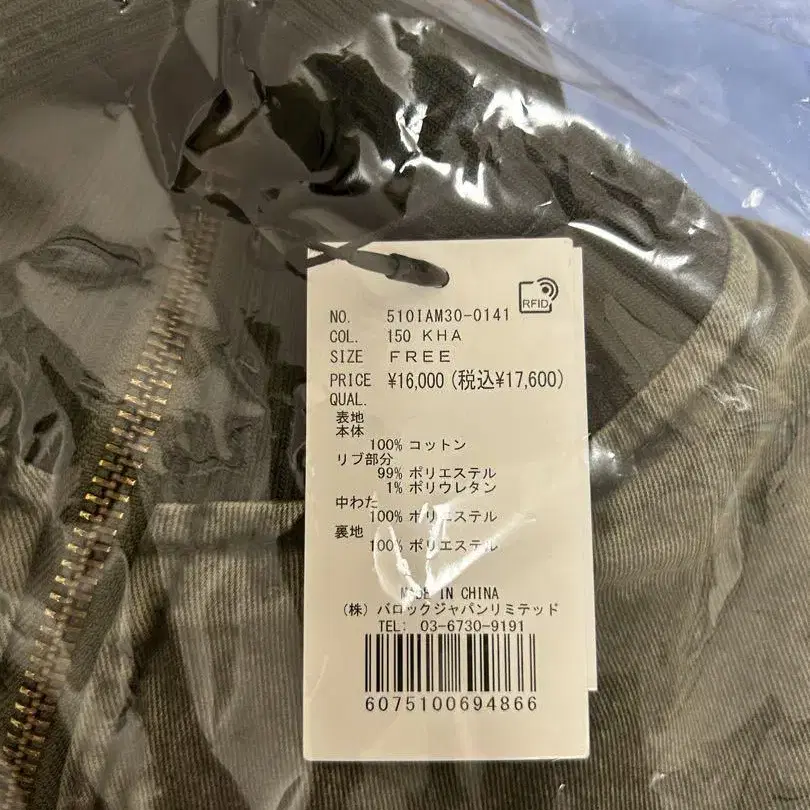 RFID
NO. 510IAM30-0141
COL. 150 KHA
SIZE FREE
PRICE ¥16,000 (税込¥17,600)
QUAL.
表地
本体
100% コットン
リブ部分
99% ポリエステル
1% ポリウレタン
中わた
100% ポリエステル
裏地
100% ポリエステル
MADE IN CHINA
(株) バロックジャパンリミテッド
TEL: 03-6730-9191
6075100694866